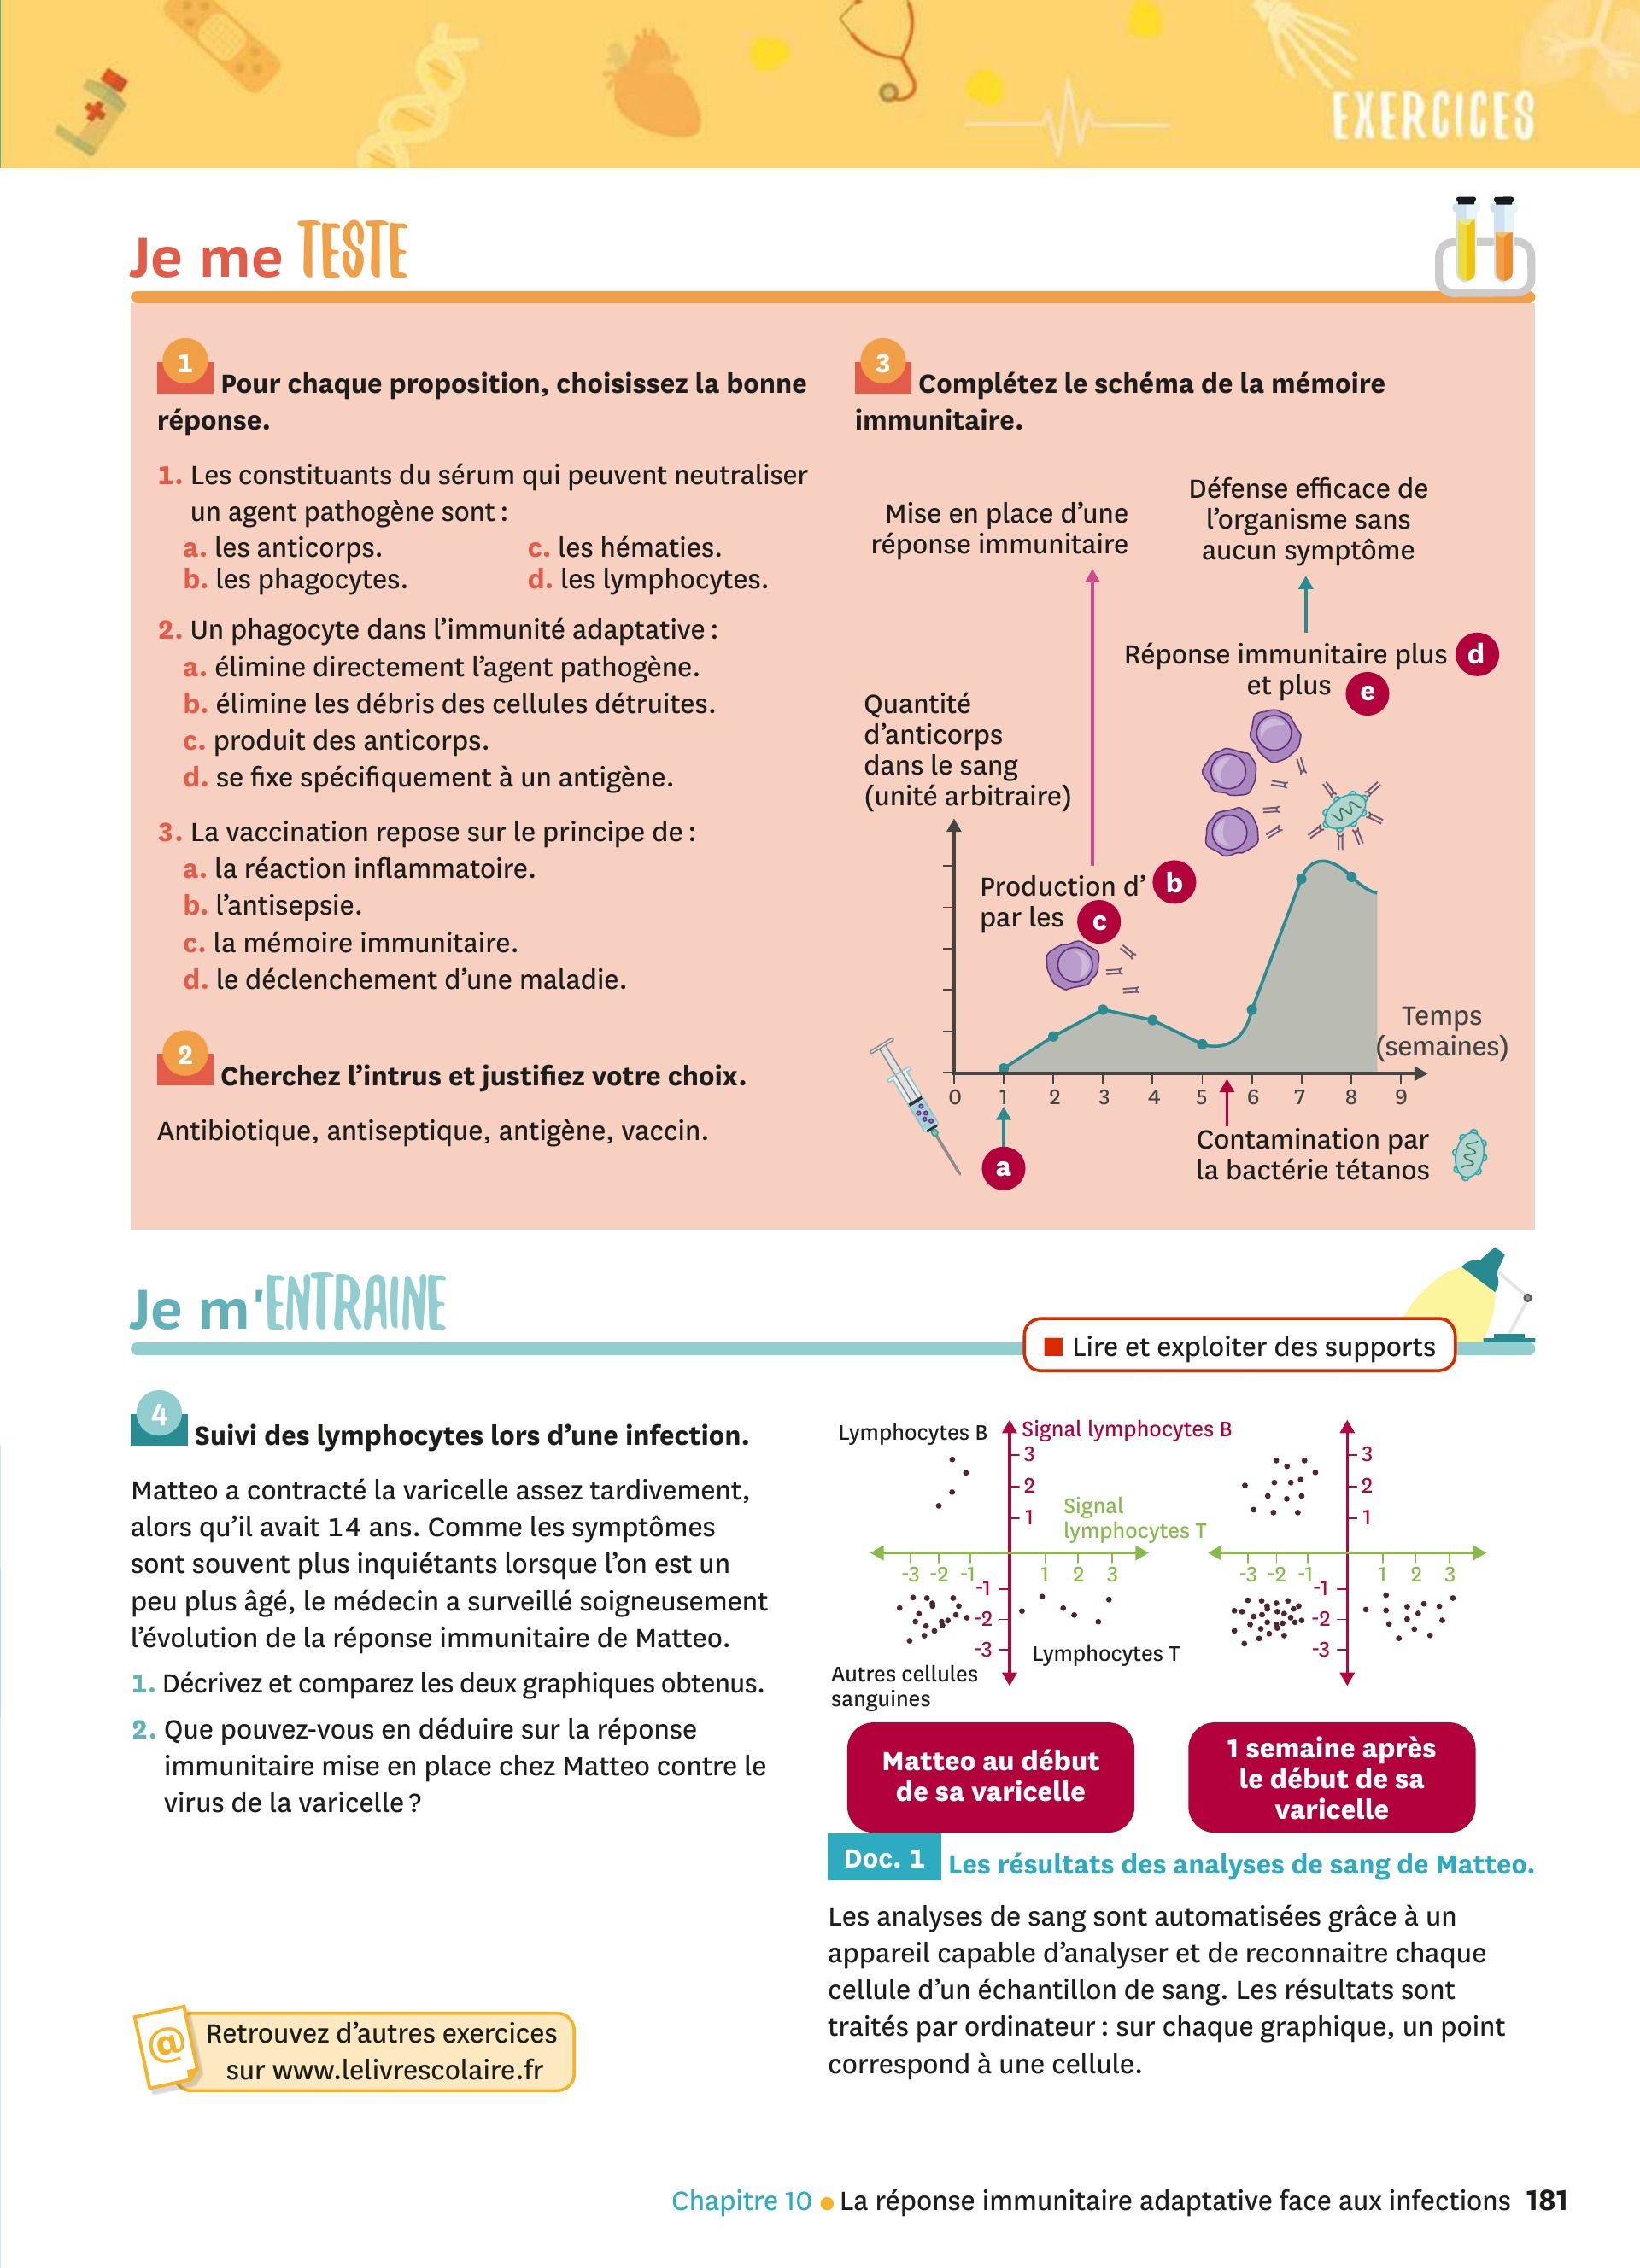 EXERCICES
Je me TESTE
1 Pour chaque proposition, choisissez la bonne
réponse.
1. Les constituants du sérum qui peuvent neutraliser
un agent pathogène sont :
a. les anticorps.
c. les hématies.
b. les phagocytes.
d. les lymphocytes.
2. Un phagocyte dans l’immunité adaptative :
a. élimine directement l’agent pathogène.
b. élimine les débris des cellules détruites.
c. produit des anticorps.
d. se fixe spécifiquement à un antigène.
3. La vaccination repose sur le principe de :
a. la réaction inflammatoire.
b. l’antisepsie.
c. la mémoire immunitaire.
d. le déclenchement d’une maladie.
2 Cherchez l’intrus et justifiez votre choix.
Antibiotique, antiseptique, antigène, vaccin.
3 Complétez le schéma de la mémoire
immunitaire.
Mise en place d’une
réponse immunitaire
Défense efficace de
l’organisme sans
aucun symptôme
Réponse immunitaire plus d
et plus e
Quantité
d’anticorps
dans le sang
(unité arbitraire)
Production d’ b
par les c
Temps
(semaines)
0 1 2 3 4 5 6 7 8 9
a
Contamination par
la bactérie tétanos
Je m'ENTRAINE
Lire et exploiter des supports
4 Suivi des lymphocytes lors d’une infection.
Matteo a contracté la varicelle assez tardivement,
alors qu’il avait 14 ans. Comme les symptômes
sont souvent plus inquiétants lorsque l’on est un
peu plus âgé, le médecin a surveillé soigneusement
l’évolution de la réponse immunitaire de Matteo.
1. Décrivez et comparez les deux graphiques obtenus.
2. Que pouvez-vous en déduire sur la réponse
immunitaire mise en place chez Matteo contre le
virus de la varicelle ?
Lymphocytes B
Signal lymphocytes B
3
2
1
Signal
lymphocytes T
-3 -2 -1 1 2 3
-1
-2
-3
Lymphocytes T
Autres cellules
sanguines
3
2
1
-3 -2 -1 1 2 3
-1
-2
-3
Matteo au début
de sa varicelle
1 semaine après
le début de sa
varicelle
Doc. 1 Les résultats des analyses de sang de Matteo.
Les analyses de sang sont automatisées grâce à un
appareil capable d’analyser et de reconnaitre chaque
cellule d’un échantillon de sang. Les résultats sont
traités par ordinateur : sur chaque graphique, un point
correspond à une cellule.
@
Retrouvez d’autres exercices
sur www.lelivrescolaire.fr
Chapitre 10 • La réponse immunitaire adaptative face aux infections 181